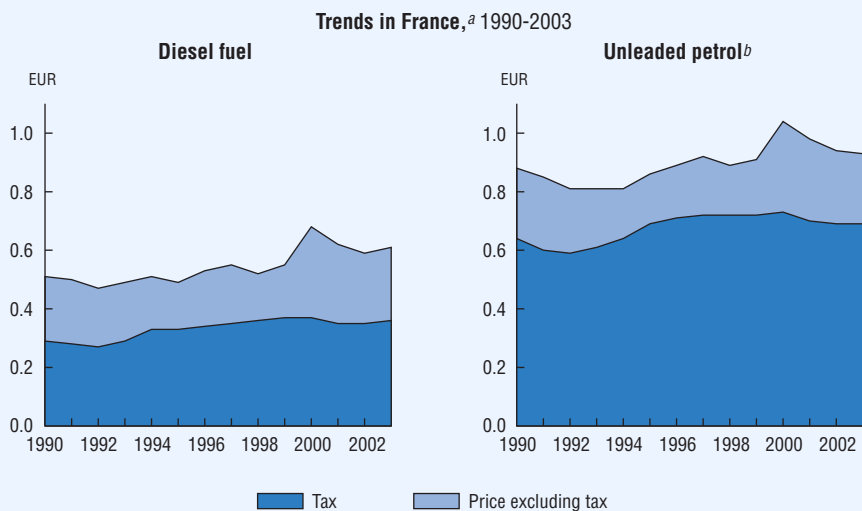 Trends in France,a 1990-2003
Diesel fuel
EUR
1.0
0.8
0.6
0.4
0.2
0.0
1990 1992 1994 1996 1998 2000 2002
Unleaded petrolb
EUR
1.0
0.8
0.6
0.4
0.2
0.0
1990 1992 1994 1996 1998 2000 2002
Tax Price excluding tax